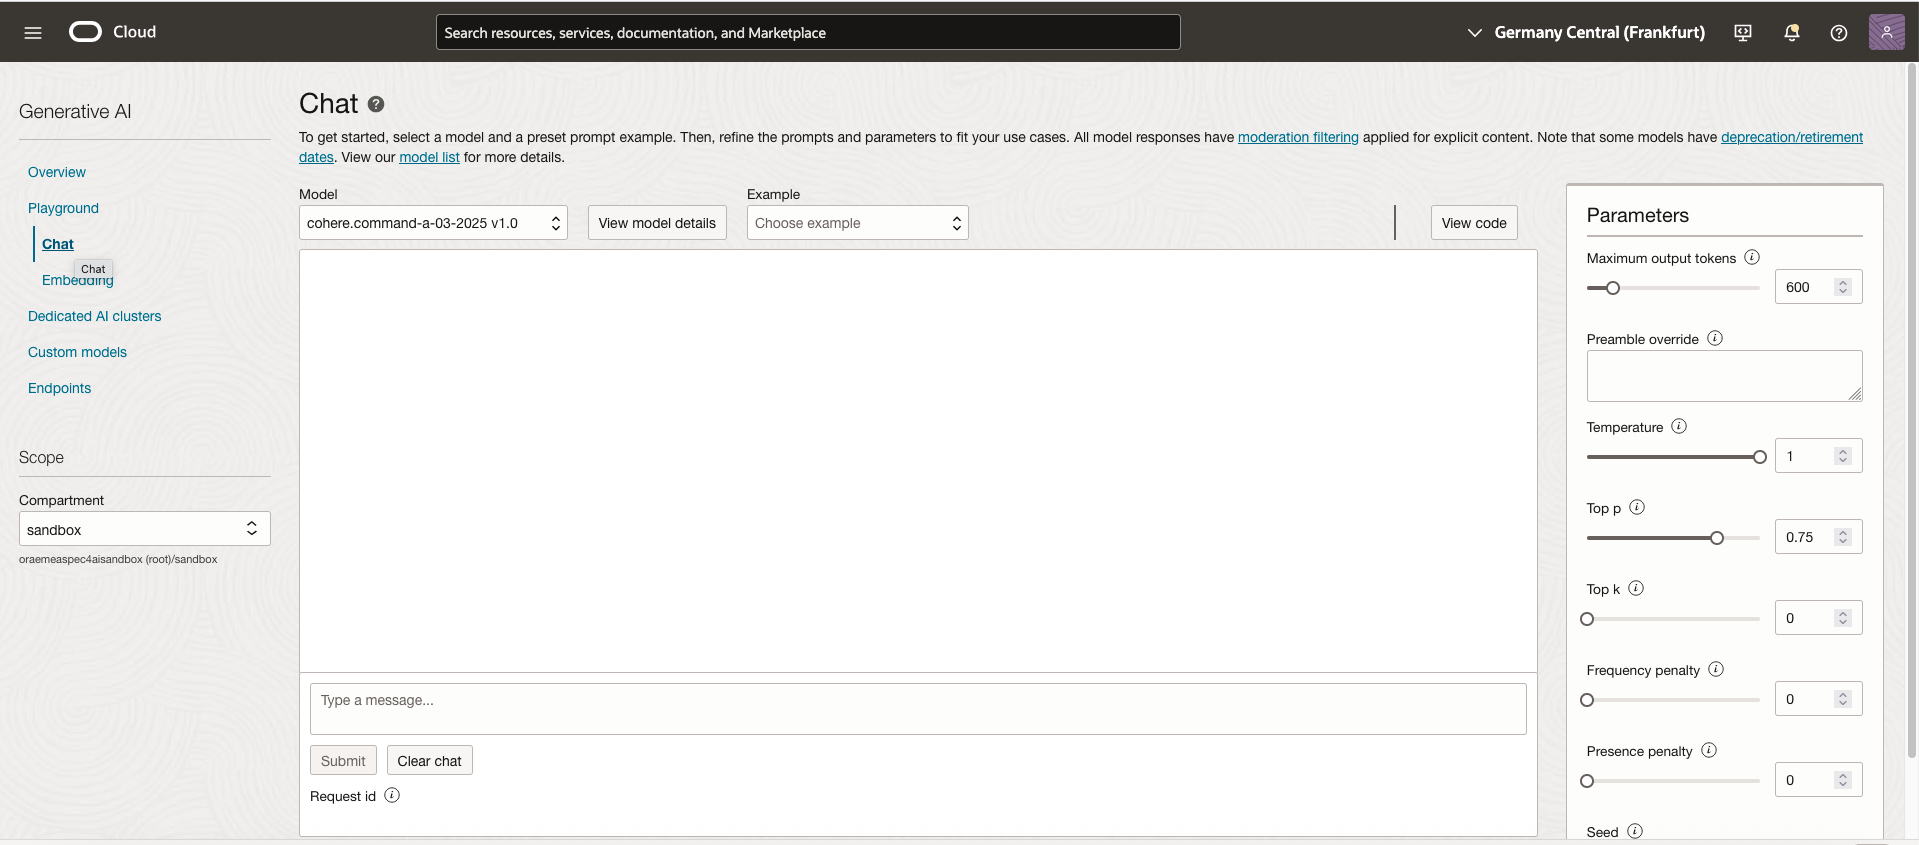 Cloud
Search resources, services, documentation, and Marketplace
Germany Central (Frankfurt)
Generative AI
Overview
Playground
Chat
Chat
Embedding
Dedicated AI clusters
Custom models
Endpoints
Scope
Compartment
sandbox
oraemeaspec4aisandbox (root)/sandbox
Chat
To get started, select a model and a preset prompt example. Then, refine the prompts and parameters to fit your use cases. All model responses have moderation filtering applied for explicit content. Note that some models have deprecation/retirement
dates. View our model list for more details.
Model
cohere.command-a-03-2025 v1.0
View model details
Example
Choose example
View code
Type a message...
Submit
Clear chat
Request id
Parameters
Maximum output tokens
600
Preamble override
Temperature
1
Top p
0.75
Top k
0
Frequency penalty
0
Presence penalty
0
Seed